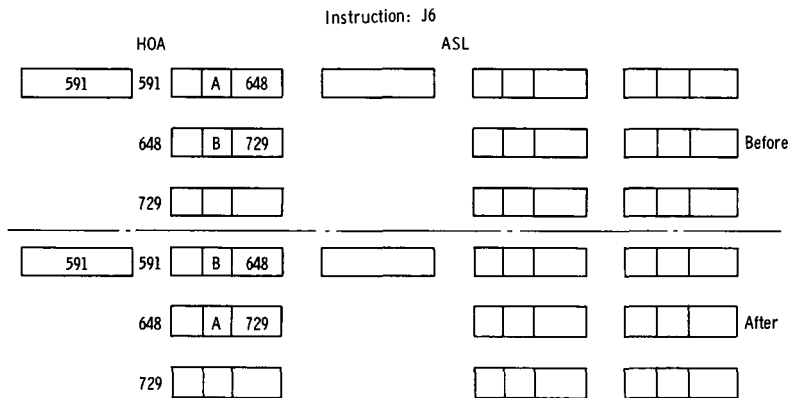 Instruction: J6
HOA ASL
591 591 A 648
648 B 729 Before
729
591 591 B 648
648 A 729 After
729